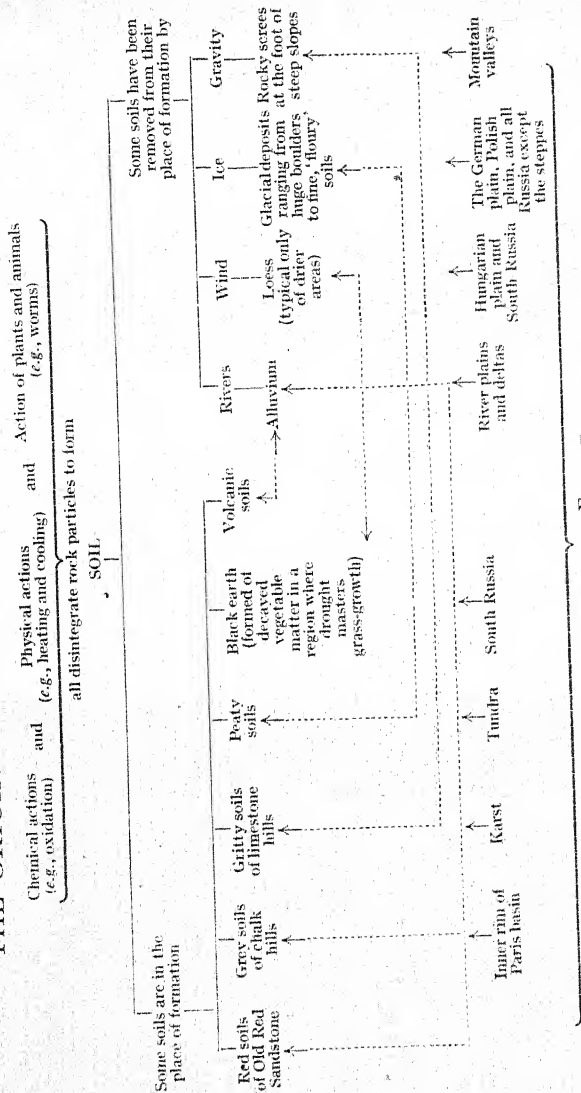 Chemical actions and Physical actions and Action of plants and animals
(e.g., oxidation) (e.g., heating and cooling) (e.g., worms)
all disintegrate rock particles to form
SOIL
Some soils are in the
place of formation
Some soils have been
removed from their
place of formation by
Red soils
of Old Red
Sandstone
Grey soils
of chalk
hills
Gritty soils
of limestone
hills
Peaty
soils
Black earth
(formed of
decayed
vegetable
matter in a
region where
drought
masters
grass-growth)
Volcanic
soils
Rivers
Alluvium
Wind
Loess
(typical only
of drier
areas)
Ice
Glacial deposits
ranging from
huge boulders
to fine, 'floury,'
soils
Gravity
Rocky screes
at the foot of
steep slopes
Inner rim of
Paris basin
Karst
Tundra
South Russia
River plains
and deltas
Hungarian
plain and
South Russia
The German
plain, Polish
plain, and all
Russia except
the steppes
Mountain
valleys